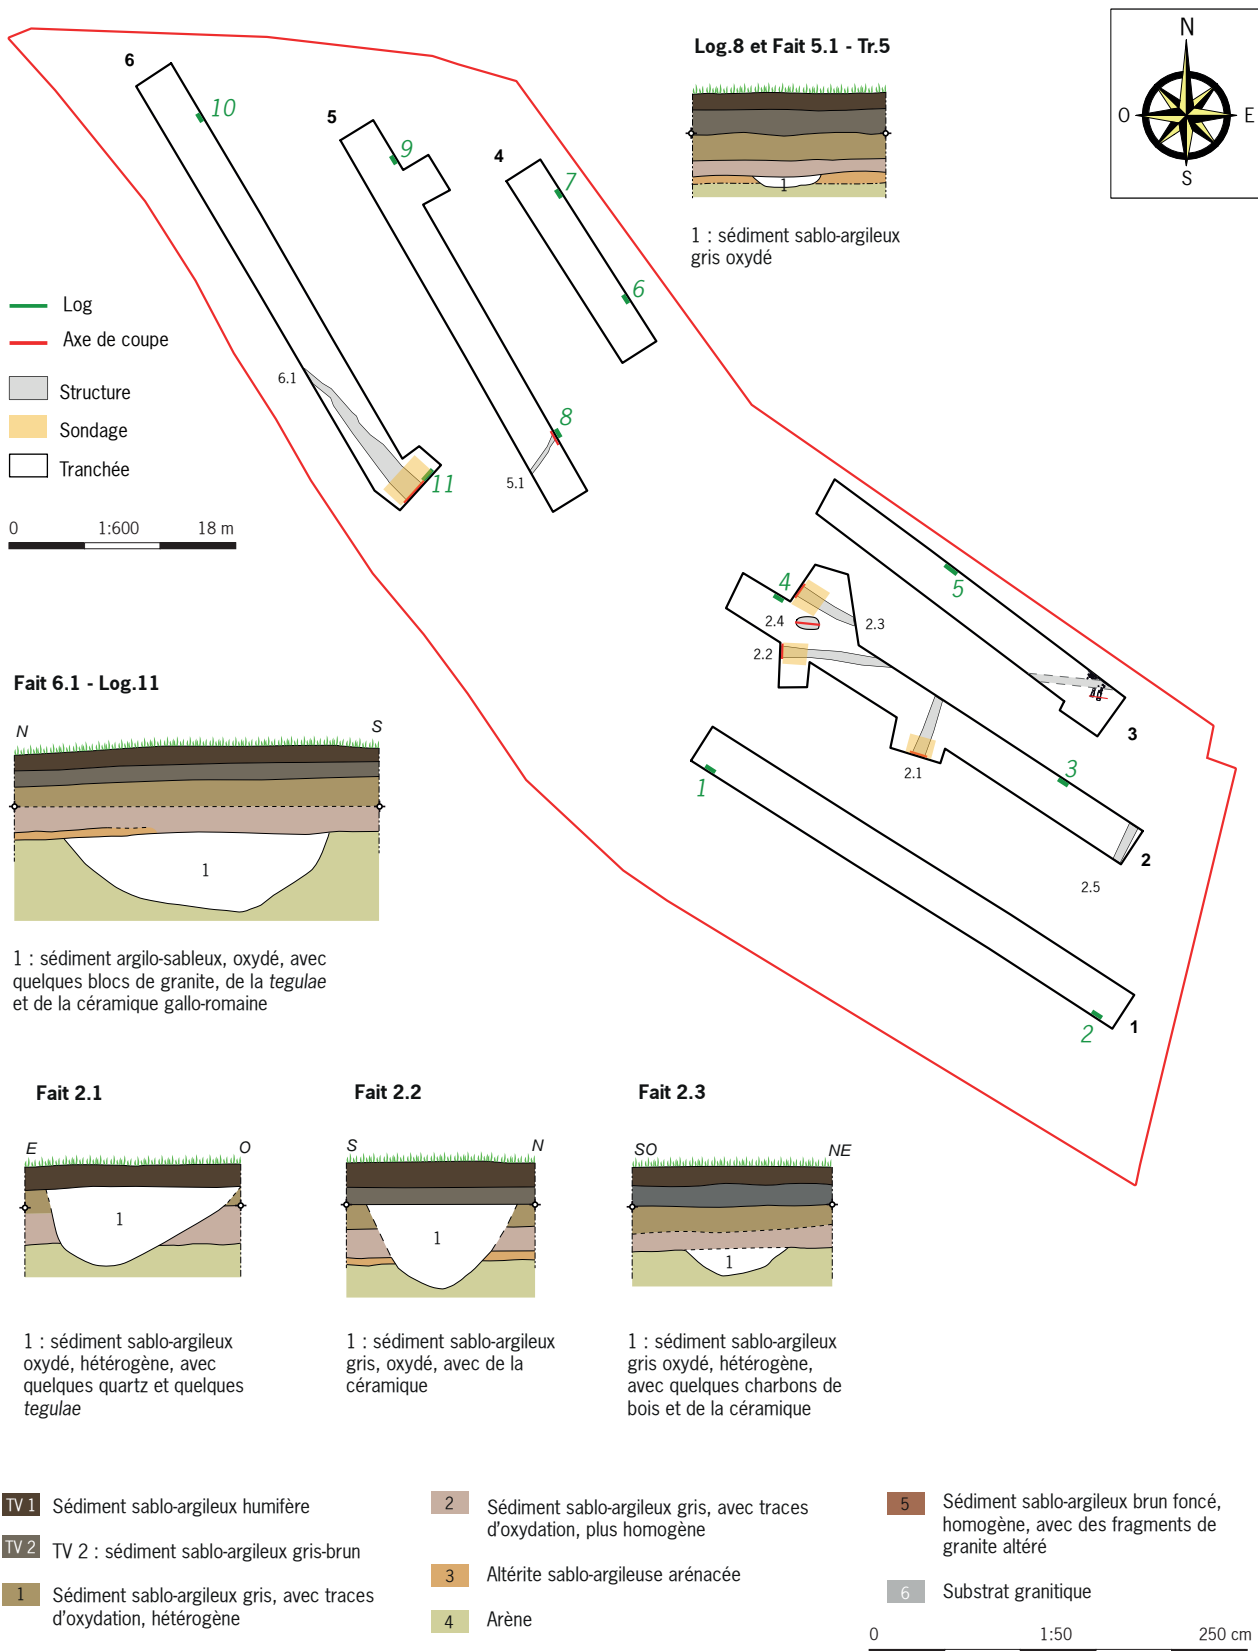 Log.8 et Fait 5.1 - Tr.5
1 : sédiment sablo-argileux
gris oxydé
1
N
O
E
S
6
10
5
9
4
7
6
8
5.1
6.1
11
Log
Axe de coupe
Structure
Sondage
Tranchée
0 1:600 18 m
5
4
2.4
2.3
2.2
2.1
3
3
2
2.5
1
2
1
Fait 6.1 - Log.11
N S
1
1 : sédiment argilo-sableux, oxydé, avec
quelques blocs de granite, de la tegulae
et de la céramique gallo-romaine
Fait 2.1
E O
1
1 : sédiment sablo-argileux
oxydé, hétérogène, avec
quelques quartz et quelques
tegulae
Fait 2.2
S N
1
1 : sédiment sablo-argileux
gris, oxydé, avec de la
céramique
Fait 2.3
SO NE
1
1 : sédiment sablo-argileux
gris oxydé, hétérogène,
avec quelques charbons de
bois et de la céramique
TV 1 Sédiment sablo-argileux humifère
TV 2 TV 2 : sédiment sablo-argileux gris-brun
1 Sédiment sablo-argileux gris, avec traces
d'oxydation, hétérogène
2 Sédiment sablo-argileux gris, avec traces
d'oxydation, plus homogène
3 Altérite sablo-argileuse arénacée
4 Arène
5 Sédiment sablo-argileux brun foncé,
homogène, avec des fragments de
granite altéré
6 Substrat granitique
0 1:50 250 cm